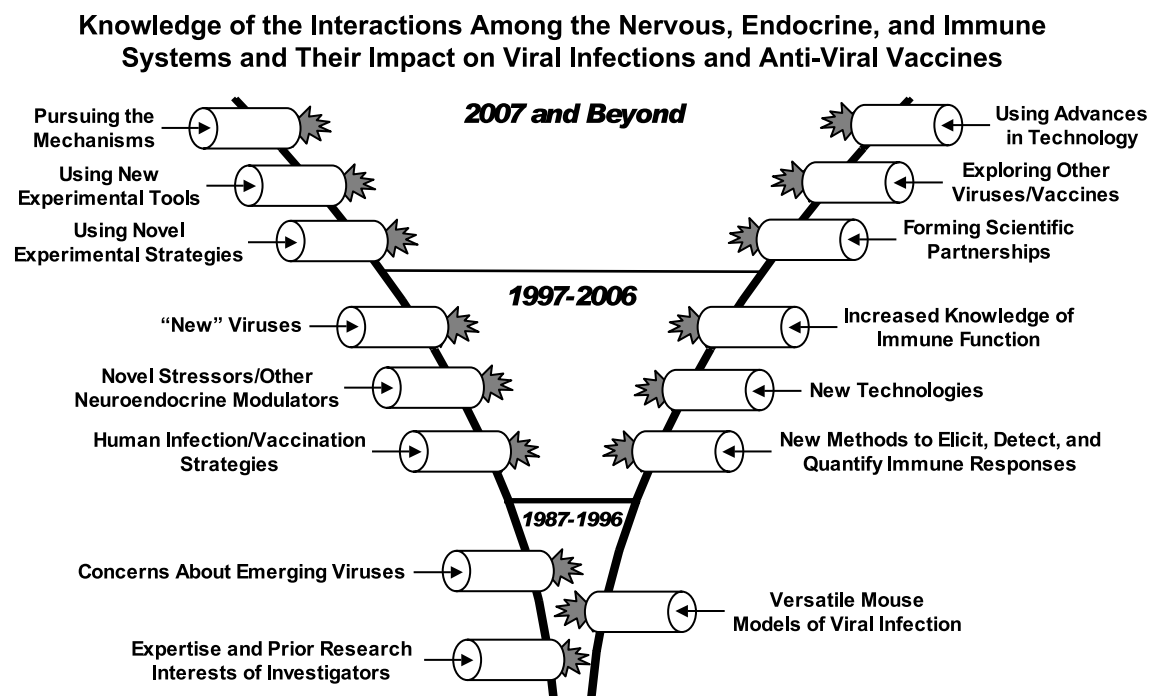 Knowledge of the Interactions Among the Nervous, Endocrine, and Immune
Systems and Their Impact on Viral Infections and Anti-Viral Vaccines
2007 and Beyond
Pursuing the
Mechanisms
Using Advances
in Technology
Using New
Experimental Tools
Exploring Other
Viruses/Vaccines
Using Novel
Experimental Strategies
Forming Scientific
Partnerships
1997-2006
“New” Viruses
Increased Knowledge of
Immune Function
Novel Stressors/Other
Neuroendocrine Modulators
New Technologies
Human Infection/Vaccination
Strategies
New Methods to Elicit, Detect, and
Quantify Immune Responses
1987-1996
Concerns About Emerging Viruses
Versatile Mouse
Models of Viral Infection
Expertise and Prior Research
Interests of Investigators